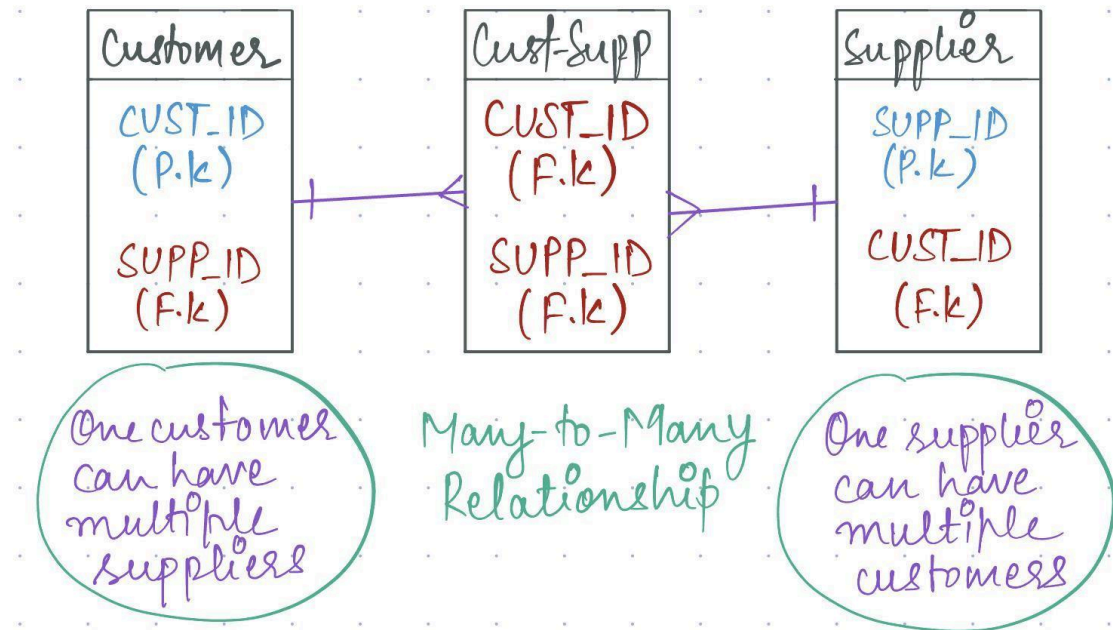 Customer
CUST_ID
(P.k)
SUPP_ID
(F.k)
Cust-Supp
CUST_ID
(F.k)
SUPP_ID
(F.k)
Supplier
SUPP_ID
(P.k)
CUST_ID
(F.k)
One customer
can have
multiple
suppliers
Many-to-Many
Relationship
One supplier
can have
multiple
customers